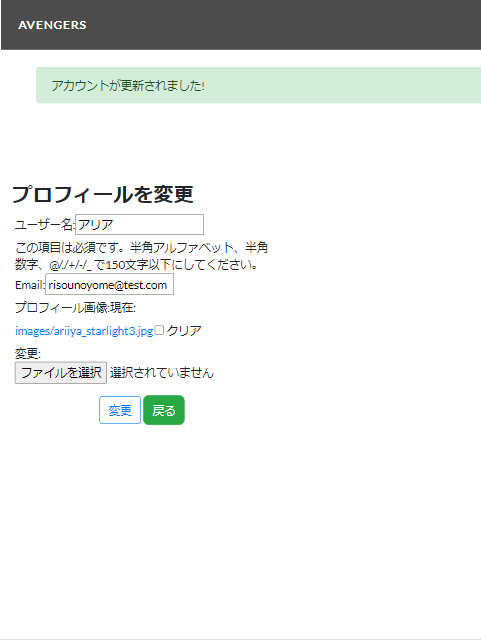 AVENGERS
アカウントが更新されました!
プロフィールを変更
ユーザー名:アリア
この項目は必須です。半角アルファベット、半角
数字、@/./+/-/_ で150文字以下にしてください。
Email:risounoyome@test.com
プロフィール画像:現在:
images/ariiya_starlight3.jpg クリア
変更:
ファイルを選択 選択されていません
変更 戻る